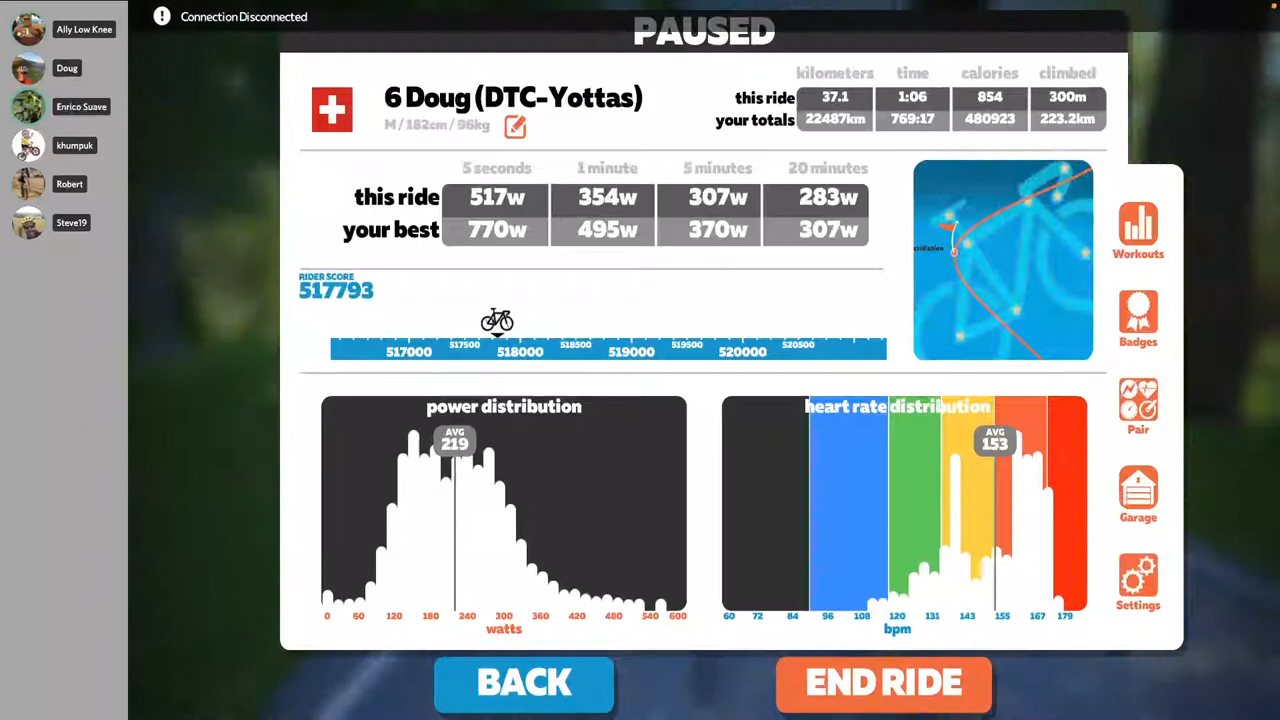 Connection Disconnected
Ally Low Knee
Doug
Enrico Suave
khumpuk
Robert
Steve19
PAUSED
6 Doug (DTC-Yottas)
M / 182cm / 96kg
kilometers time calories climbed
this ride 37.1 1:06 854 300m
your totals 22487km 769:17 480923 223.2km
5 seconds 1 minute 5 minutes 20 minutes
this ride 517w 354w 307w 283w
your best 770w 495w 370w 307w
RIDER SCORE
517793
517000 517500 518000 518500 519000 519500 520000 520500
power distribution
AVG
219
0 60 120 180 240 300 360 420 480 540 600
watts
heart rate distribution
AVG
153
60 72 84 96 108 120 131 143 155 167 179
bpm
Workouts
Badges
Pair
Garage
Settings
BACK
END RIDE